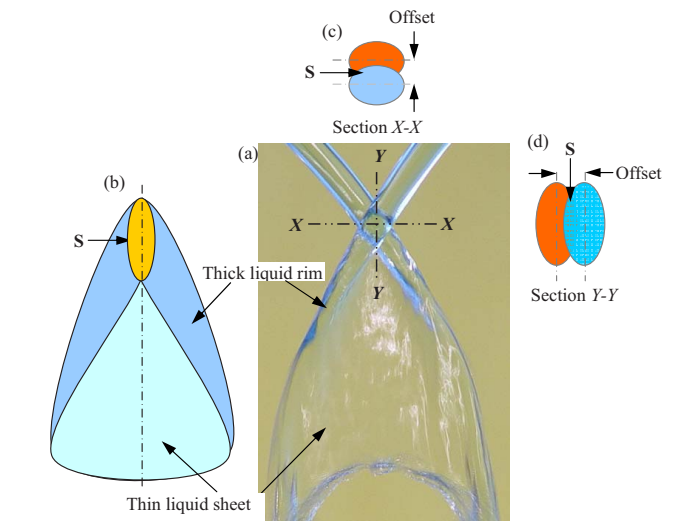 Offset
(c)
S
Section X-X
(a)
Y
(d)
S
Offset
(b)
X
X
S
Thick liquid rim
Y
Section Y-Y
Thin liquid sheet